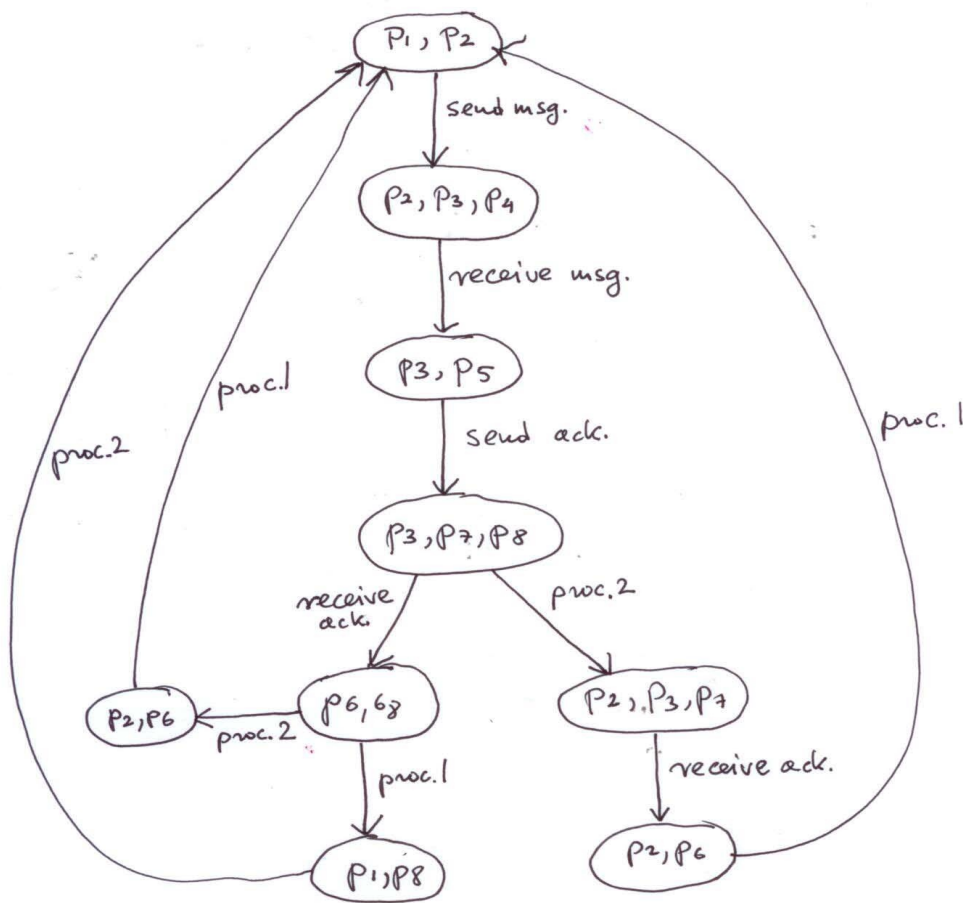 P1, P2
send msg.
P2, P3, P4
receive msg.
P3, P5
proc.1
proc.2
proc.1
send ack.
P3, P7, P8
receive
ack.
proc.2
P2, P6
proc.2
P6, 68
P2, P3, P7
proc.1
receive ack.
P1, P8
P2, P6